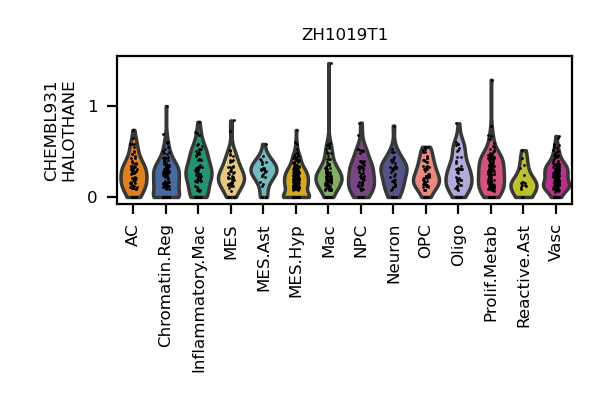 ZH1019T1
CHEMBL931
HALOTHANE
1
0
AC
Chromatin.Reg
Inflammatory.Mac
MES
MES.Ast
MES.Hyp
Mac
NPC
Neuron
OPC
Oligo
Prolif.Metab
Reactive.Ast
Vasc